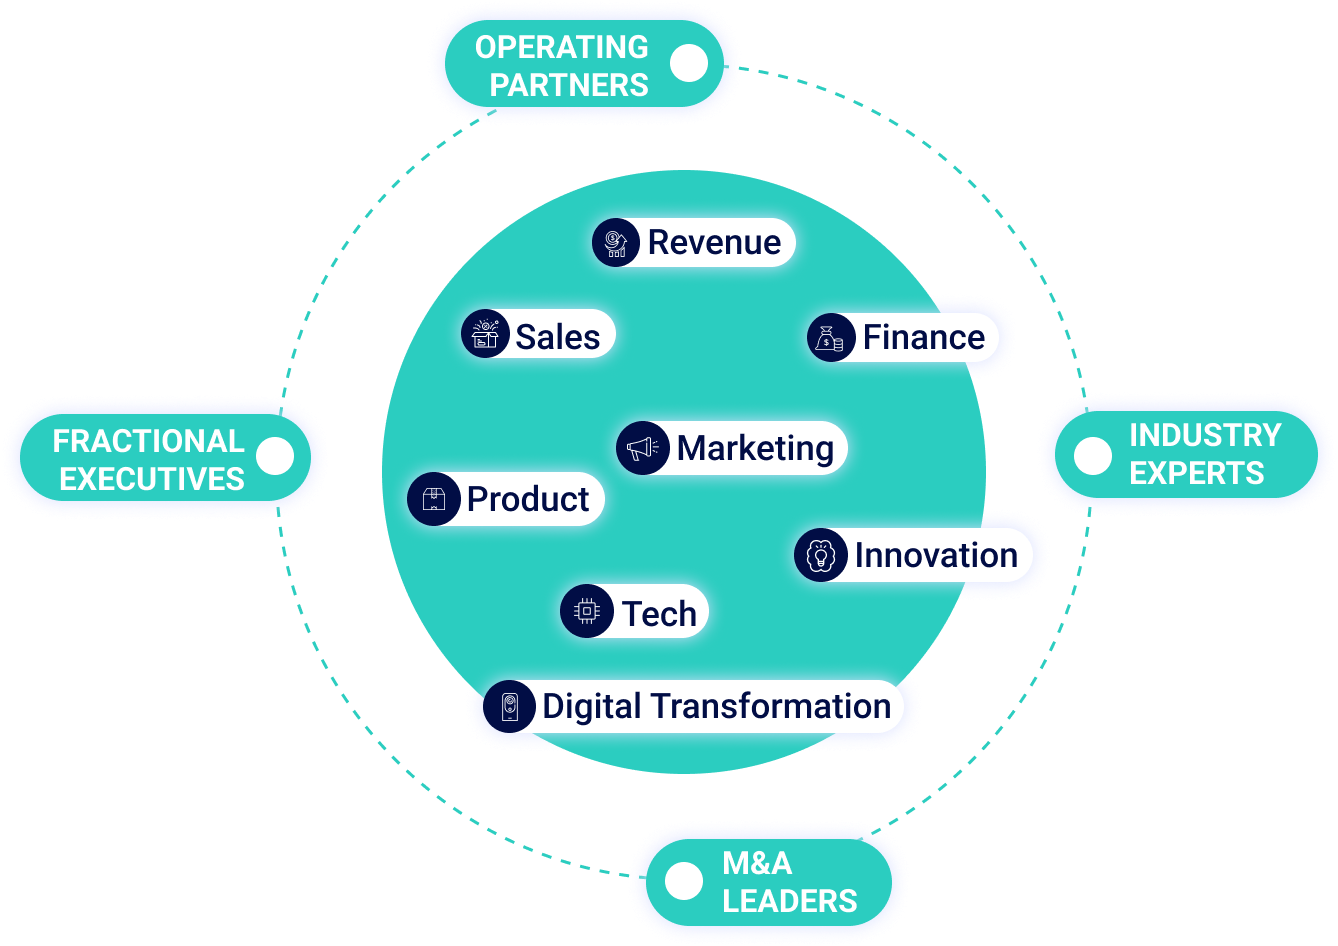 OPERATING
PARTNERS
Revenue
Sales
Finance
FRACTIONAL
EXECUTIVES
INDUSTRY
EXPERTS
Marketing
Product
Innovation
Tech
Digital Transformation
M&A
LEADERS